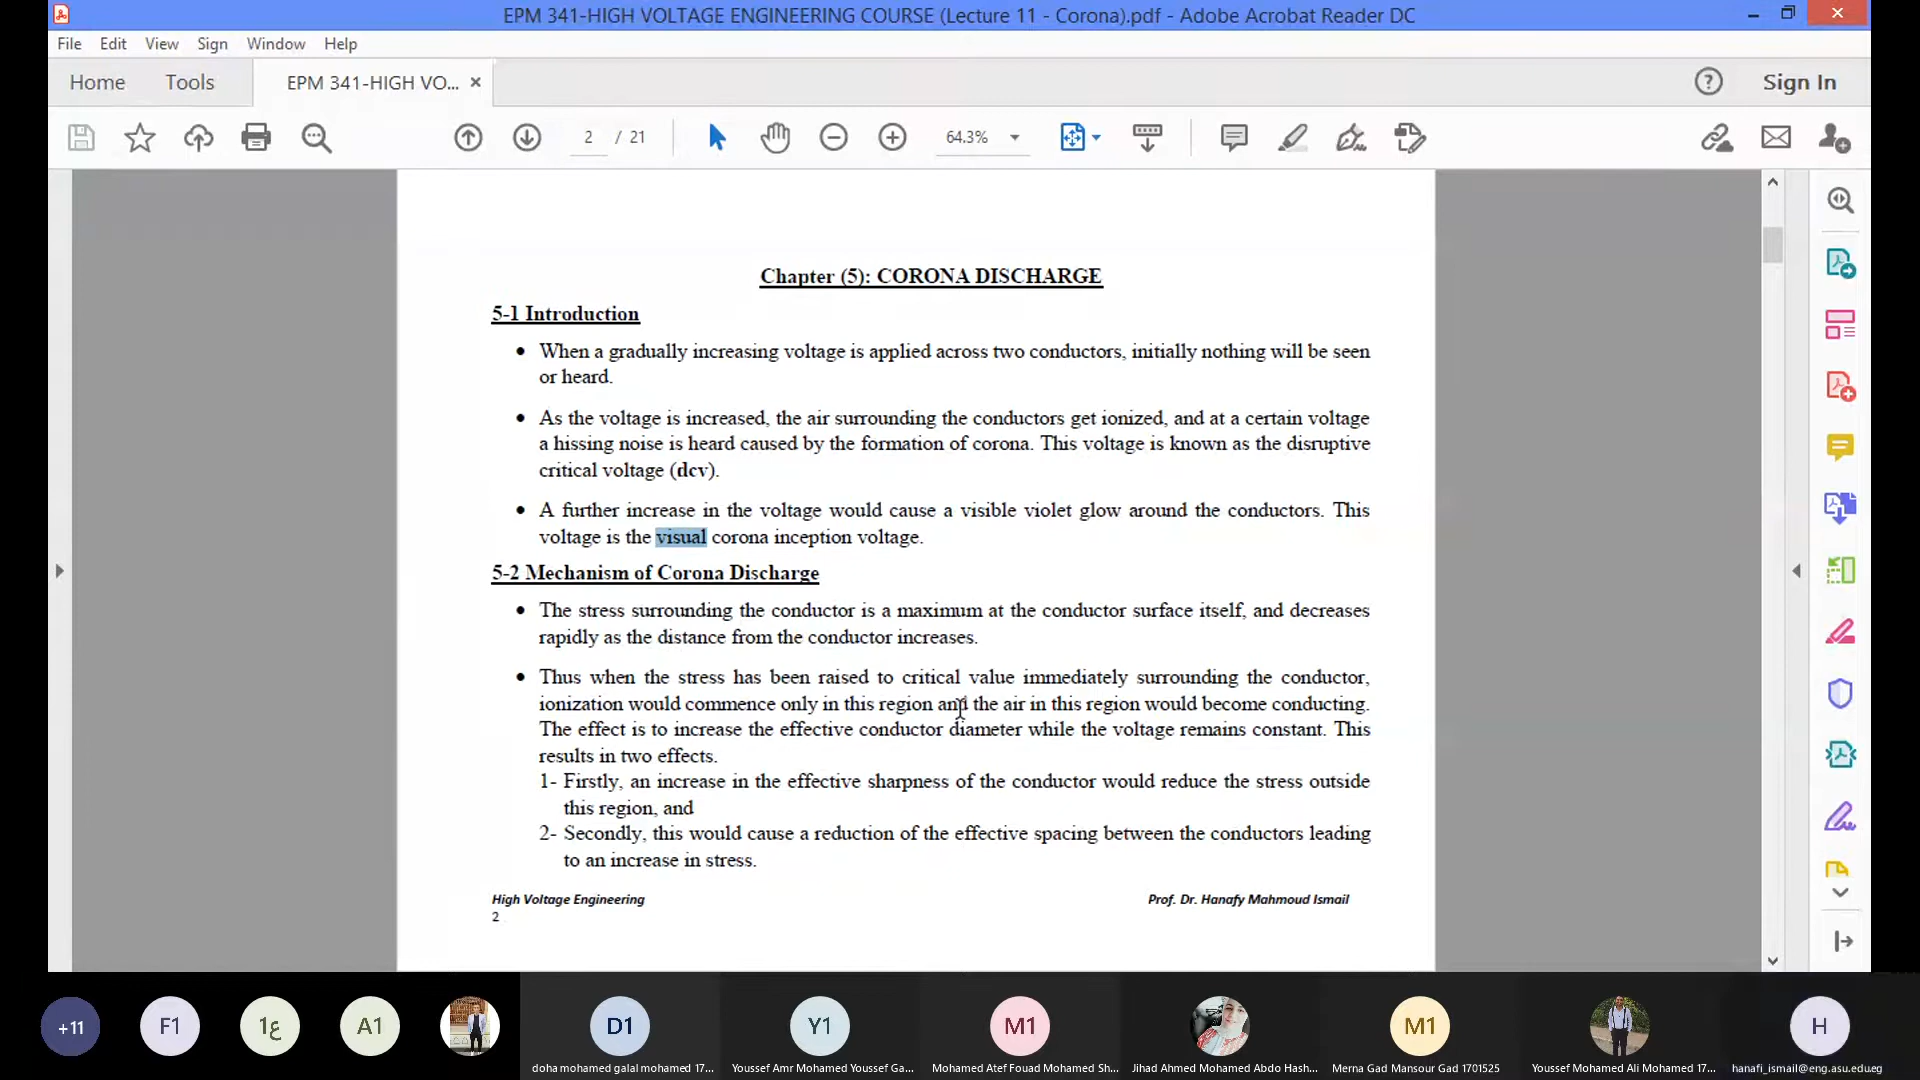 EPM 341-HIGH VOLTAGE ENGINEERING COURSE (Lecture 11 - Corona).pdf - Adobe Acrobat Reader DC
File Edit View Sign Window Help
Home Tools EPM 341-HIGH VO... Sign In
2 / 21 64.3%
Chapter (5): CORONA DISCHARGE
5-1 Introduction
• When a gradually increasing voltage is applied across two conductors, initially nothing will be seen
or heard.
• As the voltage is increased, the air surrounding the conductors get ionized, and at a certain voltage
a hissing noise is heard caused by the formation of corona. This voltage is known as the disruptive
critical voltage (dcv).
• A further increase in the voltage would cause a visible violet glow around the conductors. This
voltage is the visual corona inception voltage.
5-2 Mechanism of Corona Discharge
• The stress surrounding the conductor is a maximum at the conductor surface itself, and decreases
rapidly as the distance from the conductor increases.
• Thus when the stress has been raised to critical value immediately surrounding the conductor,
ionization would commence only in this region and the air in this region would become conducting.
The effect is to increase the effective conductor diameter while the voltage remains constant. This
results in two effects.
1- Firstly, an increase in the effective sharpness of the conductor would reduce the stress outside
this region, and
2- Secondly, this would cause a reduction of the effective spacing between the conductors leading
to an increase in stress.
High Voltage Engineering Prof. Dr. Hanafy Mahmoud Ismail
2
+11 F1 ع1 A1 D1 Y1 M1 M1 H
doha mohamed galal mohamed 17... Youssef Amr Mohamed Youssef Ga... Mohamed Atef Fouad Mohamed Sh... Jihad Ahmed Mohamed Abdo Hash... Merna Gad Mansour Gad 1701525 Youssef Mohamed Ali Mohamed 17... hanafi_ismail@eng.asu.edu.eg